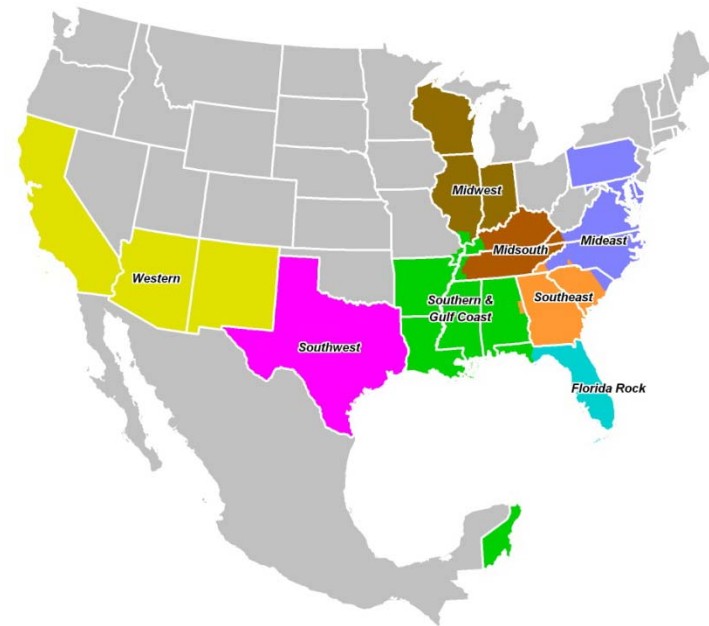 Midwest
Midsouth
Mideast
Western
Southern &
Gulf Coast
Southeast
Southwest
Florida Rock